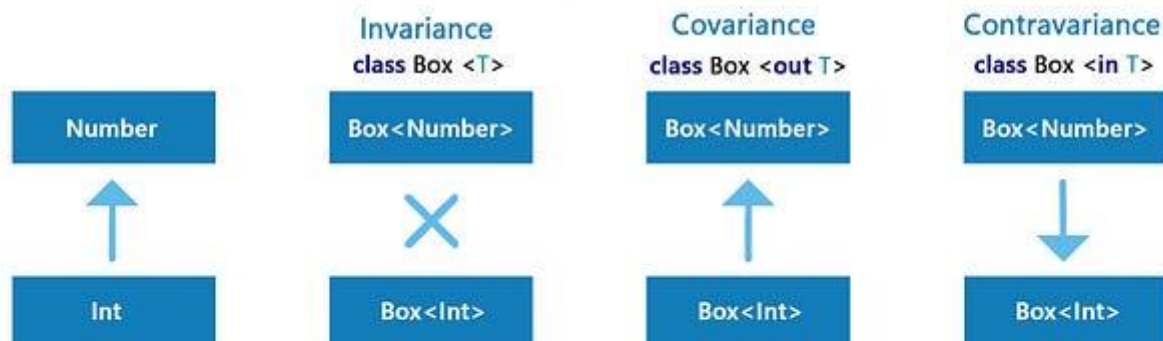 Invariance
class Box <T>
Covariance
class Box <out T>
Contravariance
class Box <in T>
Number
Box<Number>
Box<Number>
Box<Number>
Int
Box<Int>
Box<Int>
Box<Int>